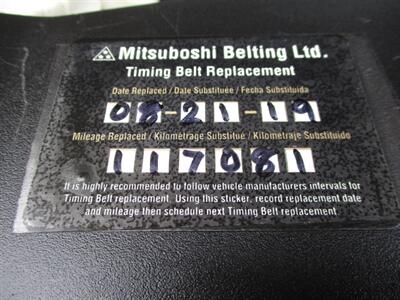 Mitsuboshi Belting Ltd.
Timing Belt Replacement
Date Replaced / Date Substituée / Fecha Substituida
08-21-19
Mileage Replaced / Kilometrage Substitue / Kilometraje Substituido
117081
It is highly recommended to follow vehicle manufacturers intervals for
Timing Belt replacement. Using this sticker, record replacement date
and mileage then schedule next Timing Belt replacement.